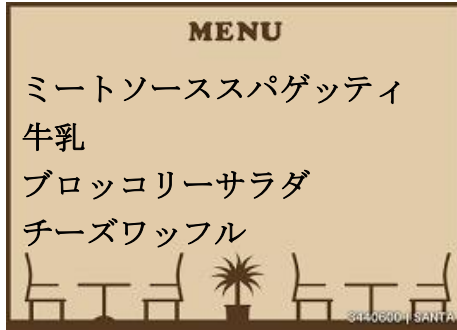 MENU
ミートソーススパゲッティ
牛乳
ブロッコリーサラダ
チーズワッフル
3440600 | SANTA